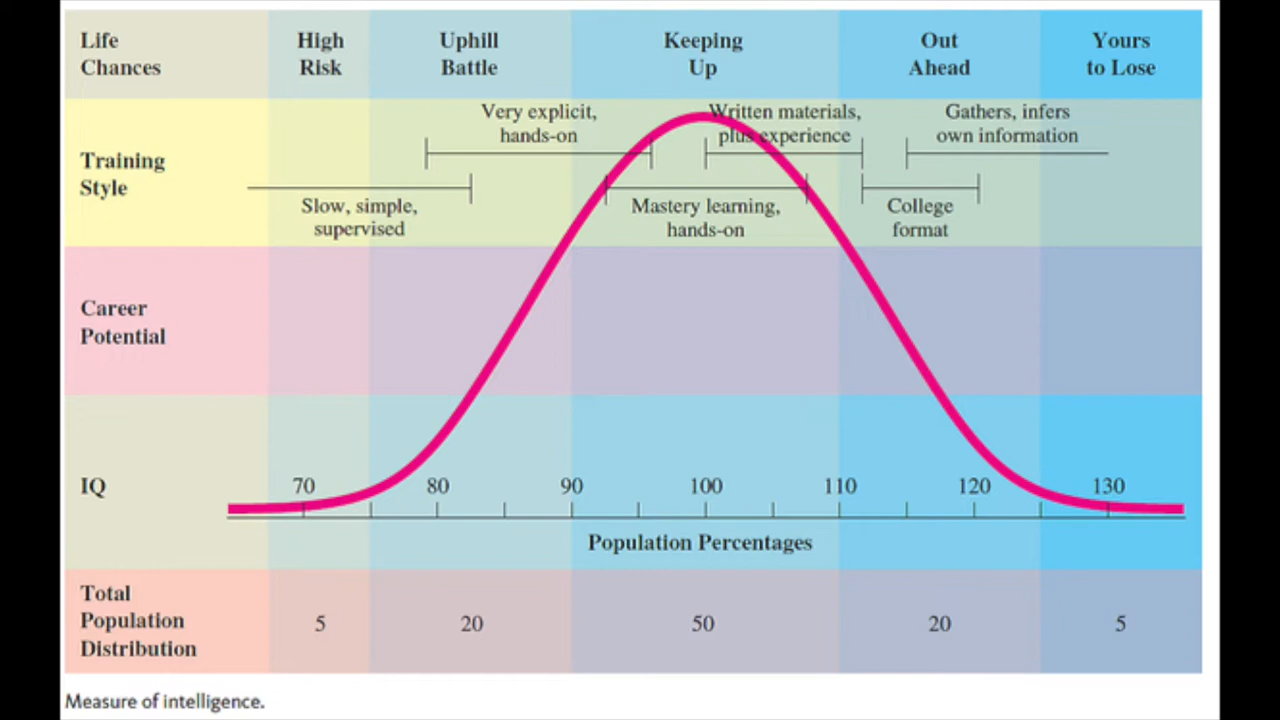 Life
Chances
High
Risk
Uphill
Battle
Keeping
Up
Out
Ahead
Yours
to Lose
Training
Style
Very explicit,
hands-on
Written materials,
plus experience
Gathers, infers
own information
Slow, simple,
supervised
Mastery learning,
hands-on
College
format
Career
Potential
IQ
70 80 90 100 110 120 130
Population Percentages
Total
Population
Distribution
5 20 50 20 5
Measure of intelligence.